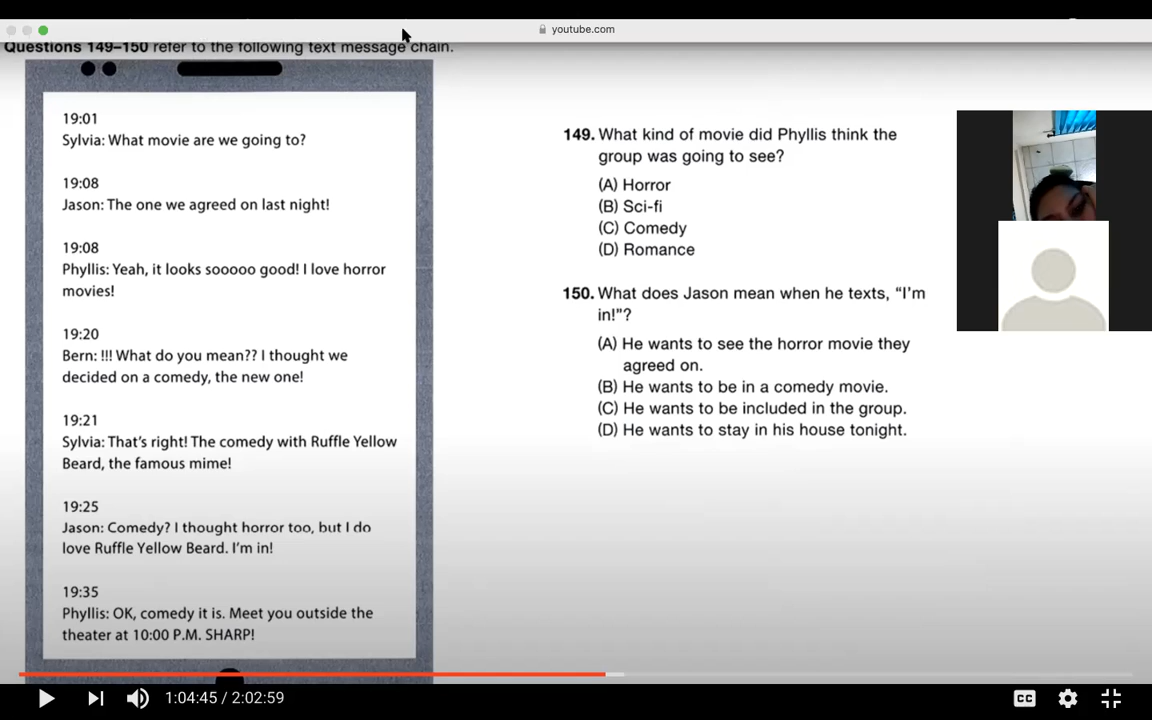 youtube.com
Questions 149–150 refer to the following text message chain.
19:01
Sylvia: What movie are we going to?
19:08
Jason: The one we agreed on last night!
19:08
Phyllis: Yeah, it looks sooooo good! I love horror
movies!
19:20
Bern: !!! What do you mean?? I thought we
decided on a comedy, the new one!
19:21
Sylvia: That's right! The comedy with Ruffle Yellow
Beard, the famous mime!
19:25
Jason: Comedy? I thought horror too, but I do
love Ruffle Yellow Beard. I'm in!
19:35
Phyllis: OK, comedy it is. Meet you outside the
theater at 10:00 P.M. SHARP!
149. What kind of movie did Phyllis think the
group was going to see?
(A) Horror
(B) Sci-fi
(C) Comedy
(D) Romance
150. What does Jason mean when he texts, “I'm
in!”?
(A) He wants to see the horror movie they
agreed on.
(B) He wants to be in a comedy movie.
(C) He wants to be included in the group.
(D) He wants to stay in his house tonight.
1:04:45 / 2:02:59
CC